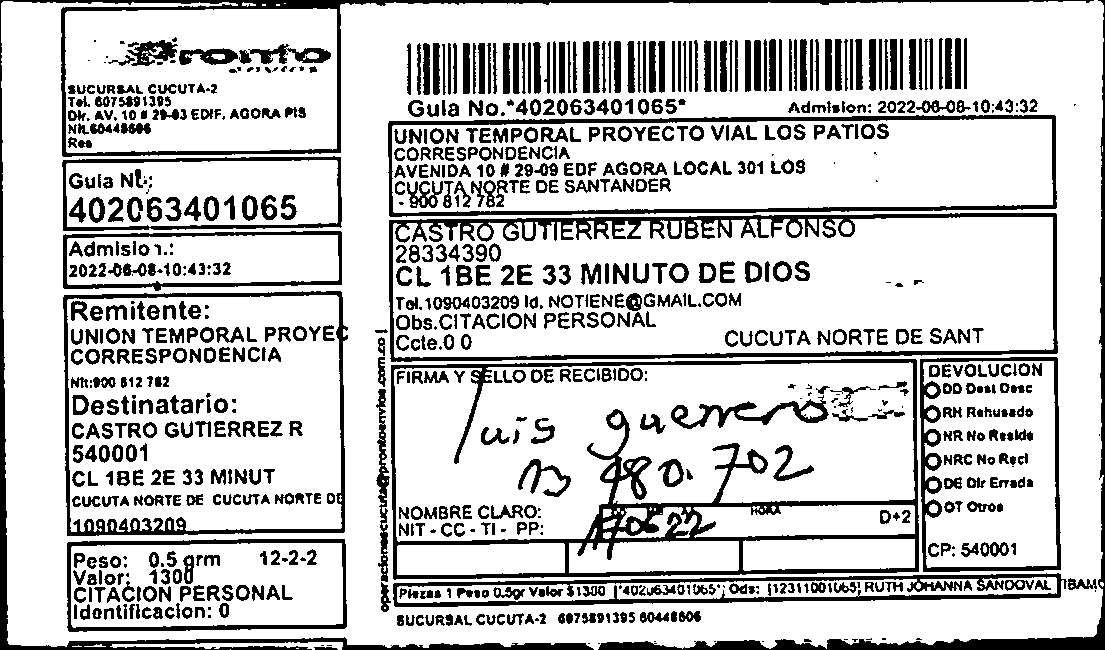 Pronto
envios
SUCURSAL CUCUTA-2
Tel. 6075891395
Dir. AV. 10 # 29-03 EDIF. AGORA PIS
Nit.60448606
Res
Guia No.*402063401065*
Admision: 2022-06-08-10:43:32
UNION TEMPORAL PROYECTO VIAL LOS PATIOS
CORRESPONDENCIA
AVENIDA 10 # 29-09 EDF AGORA LOCAL 301 LOS
CUCUTA NORTE DE SANTANDER
- 900 812 782
Guia N
402063401065
Admision.:
2022-06-08-10:43:32
CASTRO GUTIERREZ RUBEN ALFONSO
28334390
CL 1BE 2E 33 MINUTO DE DIOS
Tel.1090403209 Id. NOTIENE@GMAIL.COM
Obs.CITACION PERSONAL
Ccte.0 0
CUCUTA NORTE DE SANT
Remitente:
UNION TEMPORAL PROYEC
CORRESPONDENCIA
Nit:900 812 782
Destinatario:
CASTRO GUTIERREZ R
540001
CL 1BE 2E 33 MINUT
CUCUTA NORTE DE CUCUTA NORTE DE
1090403209
Peso: 0.5 grm 12-2-2
Valor: 1300
CITACION PERSONAL
Identificacion: 0
operacionescucuta@prontoenvios.com.co |
FIRMA Y SELLO DE RECIBIDO:
luis guerrero
13 480.702
NOMBRE CLARO:
NIT - CC - TI - PP:
HORA
D+2
DEVOLUCION
DD Dest Desc
RH Rehusado
NR No Reside
NRC No Recl
DE Dir Errada
OT Otros
CP: 540001
Piezas 1 Peso 0.5gr Valor $1300 [*402063401065*] Ods: [12311001065] RUTH JOHANNA SANDOVAL TIBAMO
SUCURSAL CUCUTA-2 6075891395 60448606